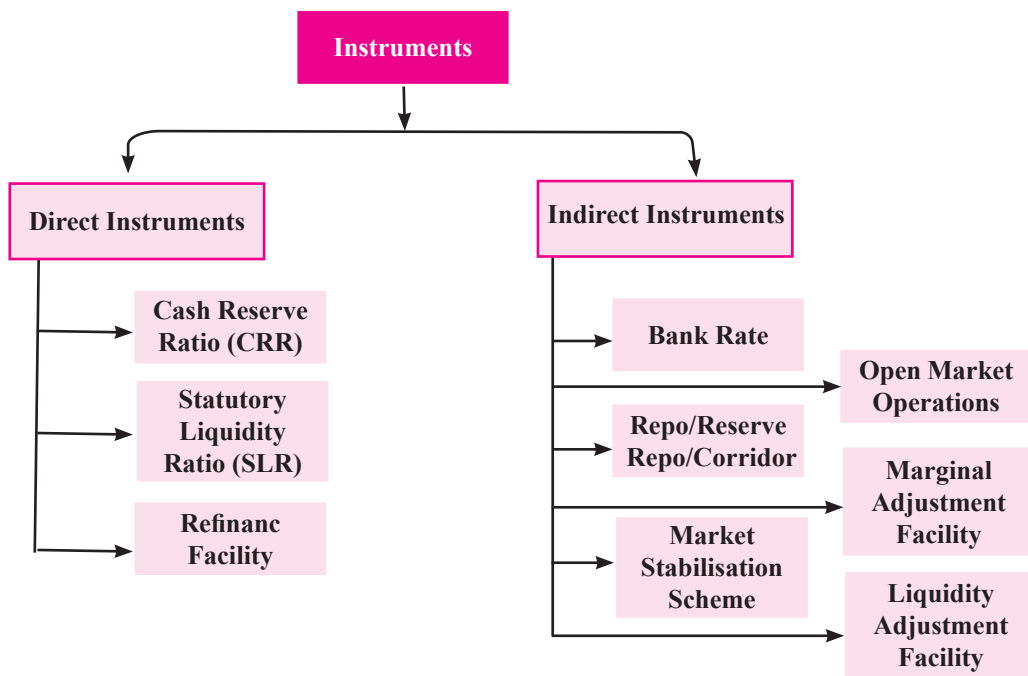 Instruments
Direct Instruments
Cash Reserve
Ratio (CRR)
Statutory
Liquidity
Ratio (SLR)
Refinanc
Facility
Indirect Instruments
Bank Rate
Open Market
Operations
Repo/Reserve
Repo/Corridor
Marginal
Adjustment
Facility
Market
Stabilisation
Scheme
Liquidity
Adjustment
Facility